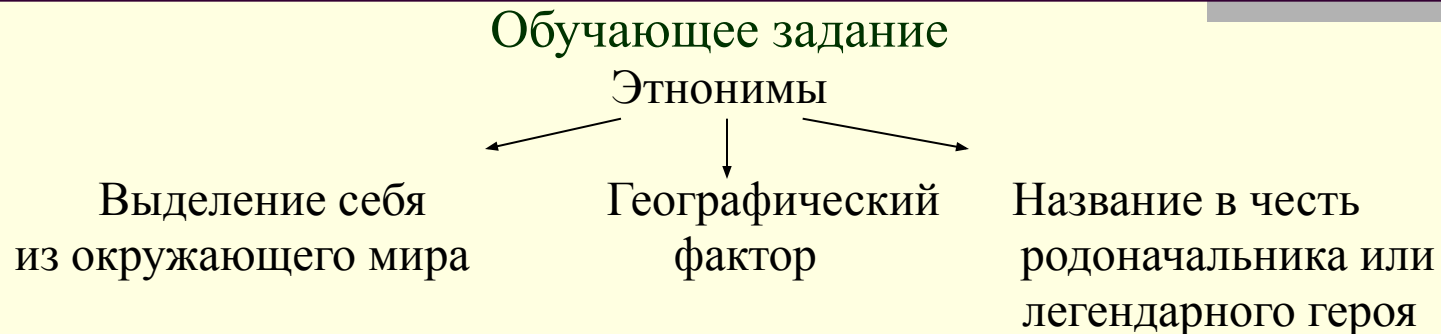 Обучающее задание
Этнонимы
Выделение себя
из окружающего мира
Географический
фактор
Название в честь
родоначальника или
легендарного героя